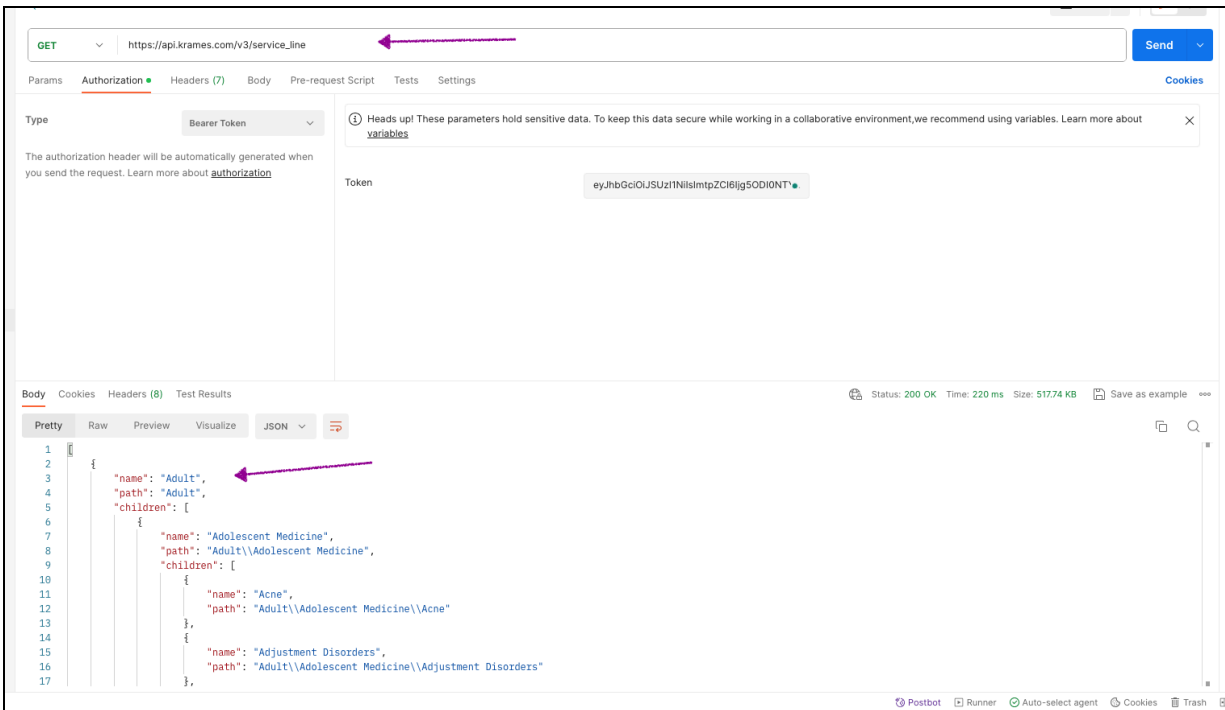 GET https://api.krames.com/v3/service_line Send
Params Authorization Headers (7) Body Pre-request Script Tests Settings Cookies
Type Bearer Token
Heads up! These parameters hold sensitive data. To keep this data secure while working in a collaborative environment,we recommend using variables. Learn more about
variables
The authorization header will be automatically generated when
you send the request. Learn more about authorization
Token
Body Cookies Headers (8) Test Results Status: 200 OK Time: 220 ms Size: 517.74 KB Save as example
Pretty Raw Preview Visualize JSON
1 [
2 {
3 "name": "Adult",
4 "path": "Adult",
5 "children": [
6 {
7 "name": "Adolescent Medicine",
8 "path": "Adult\\Adolescent Medicine",
9 "children": [
10 {
11 "name": "Acne",
12 "path": "Adult\\Adolescent Medicine\\Acne"
13 },
14 {
15 "name": "Adjustment Disorders",
16 "path": "Adult\\Adolescent Medicine\\Adjustment Disorders"
17 },
Postbot Runner Auto-select agent Cookies Trash